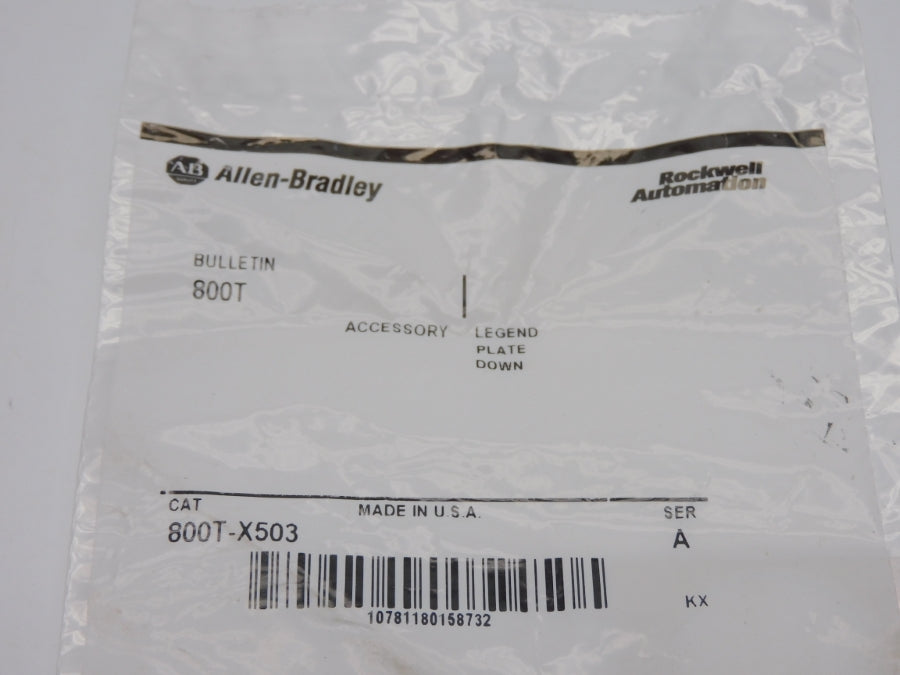 AB Allen-Bradley
Rockwell
Automation
BULLETIN
800T
ACCESSORY
LEGEND
PLATE
DOWN
CAT
MADE IN U.S.A.
SER
800T-X503
A
10781180158732
KX